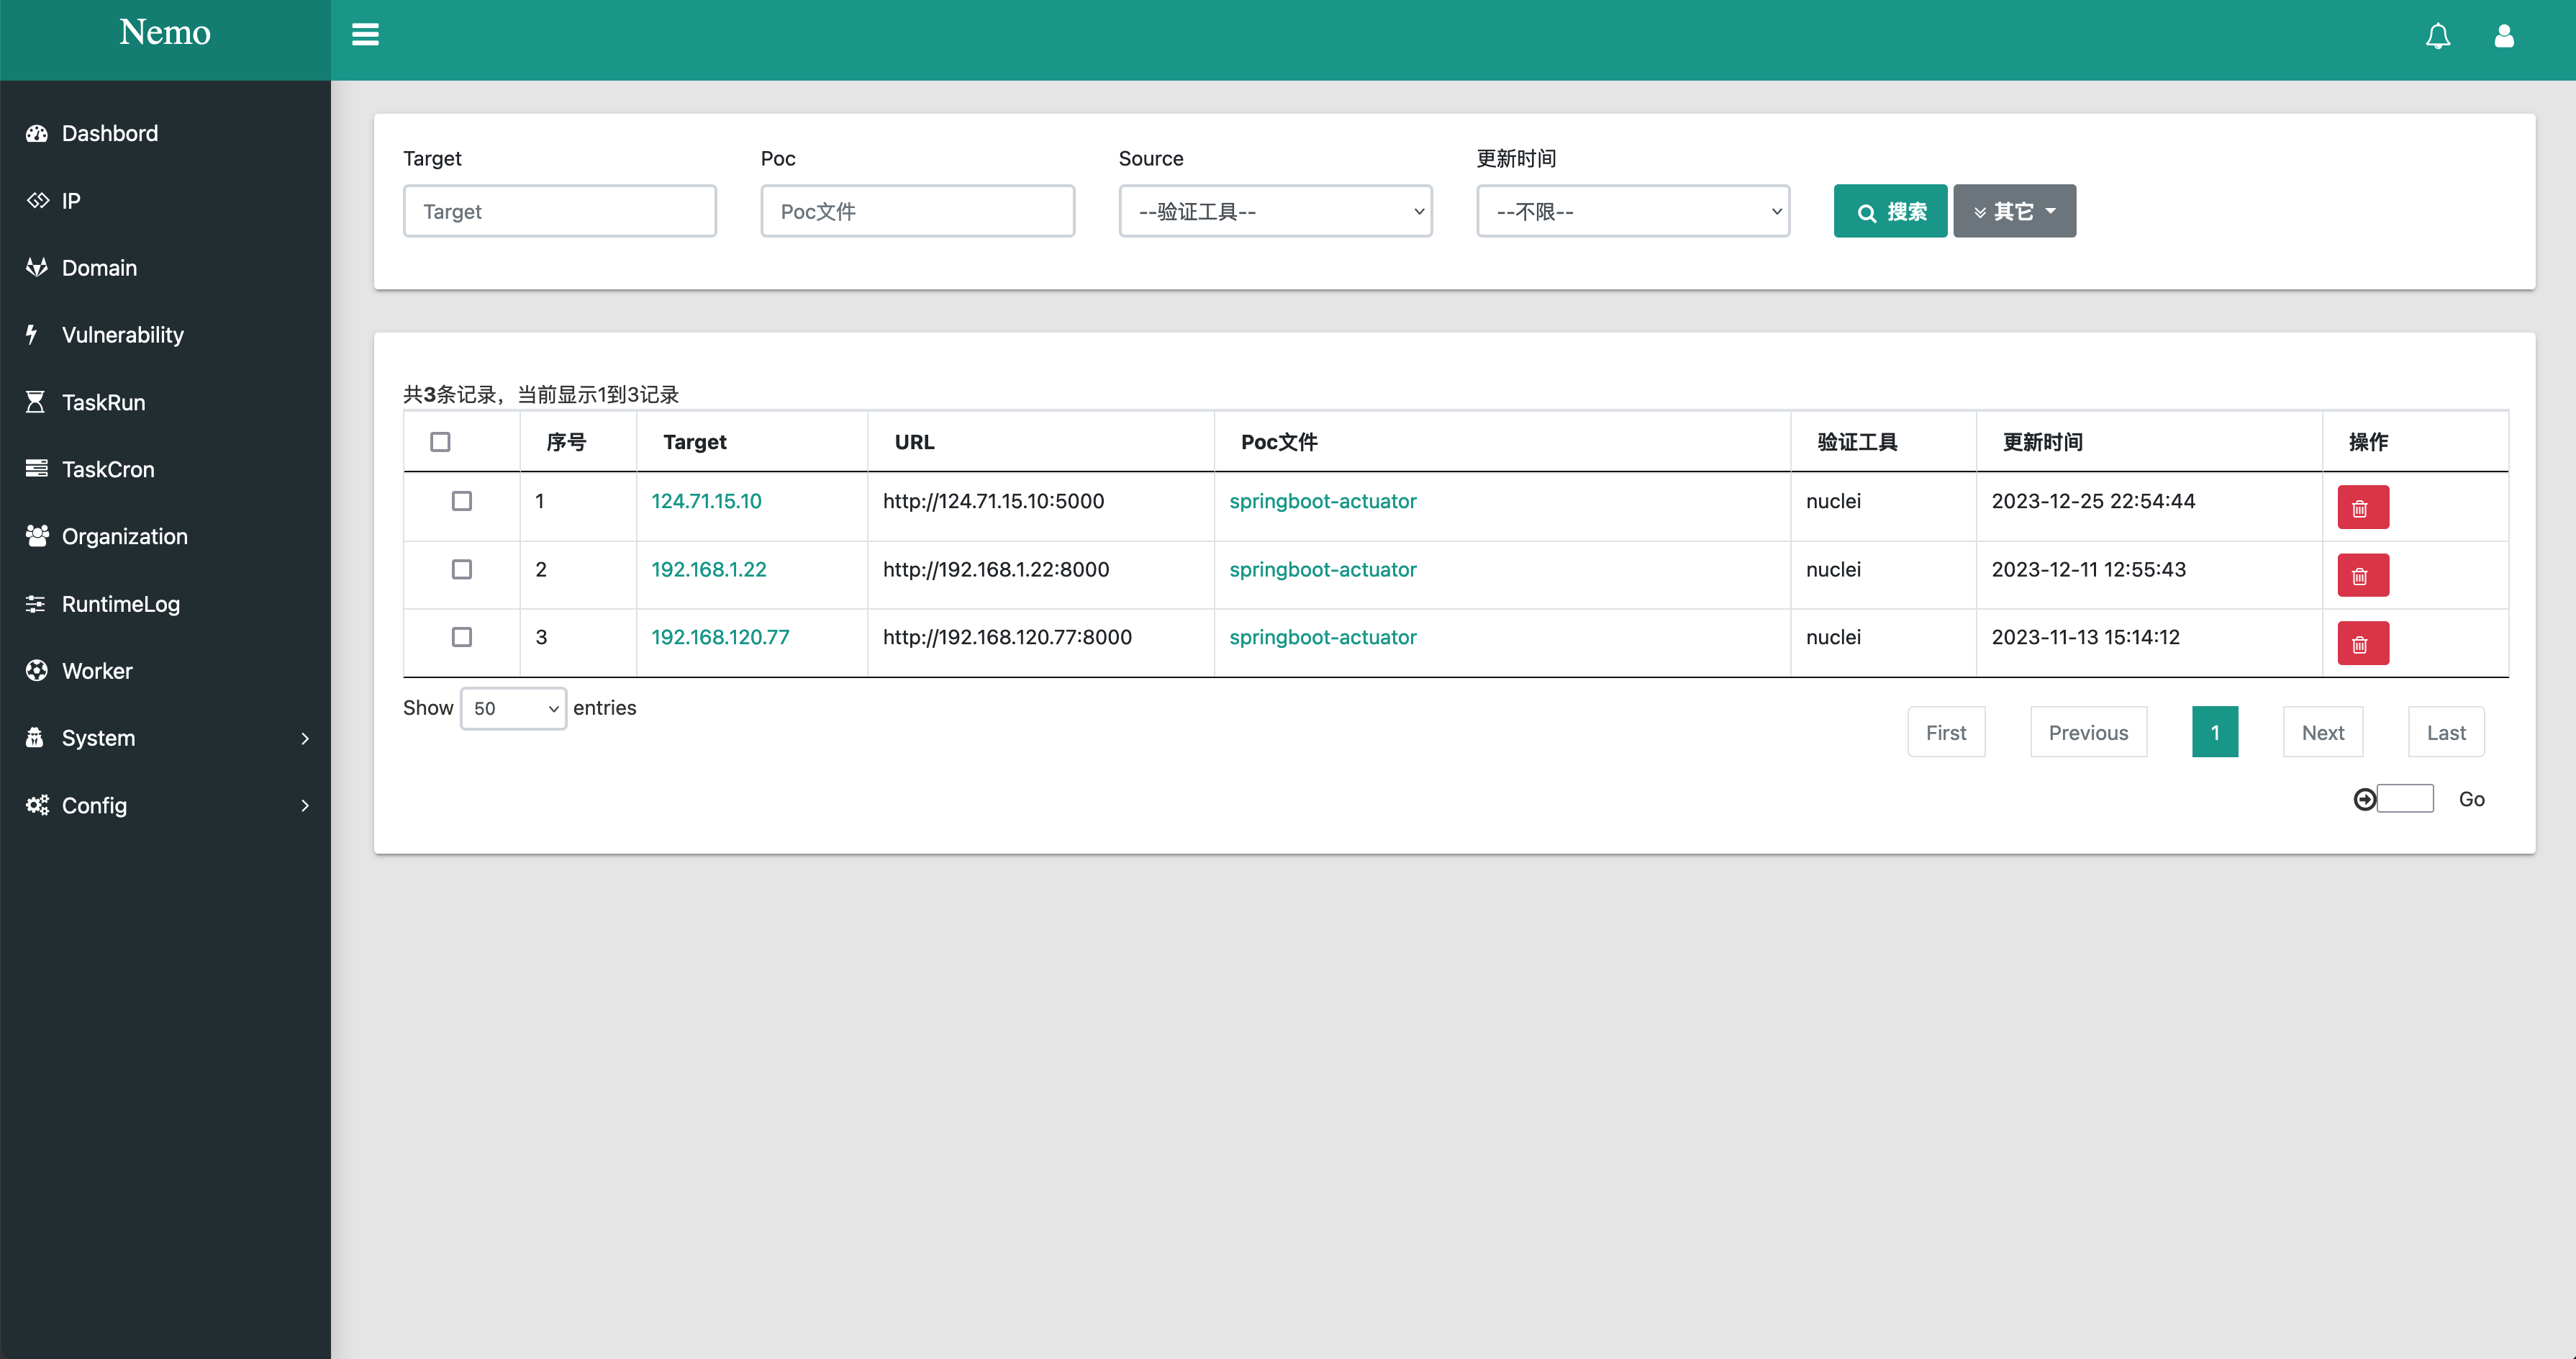 Nemo
Dashbord
IP
Domain
Vulnerability
TaskRun
TaskCron
Organization
RuntimeLog
Worker
System
Config
Target Poc Source 更新时间
Target Poc文件 --验证工具-- --不限-- 搜索 其它
共3条记录，当前显示1到3记录
序号 Target URL Poc文件 验证工具 更新时间 操作
1 124.71.15.10 http://124.71.15.10:5000 springboot-actuator nuclei 2023-12-25 22:54:44
2 192.168.1.22 http://192.168.1.22:8000 springboot-actuator nuclei 2023-12-11 12:55:43
3 192.168.120.77 http://192.168.120.77:8000 springboot-actuator nuclei 2023-11-13 15:14:12
Show 50 entries
First Previous 1 Next Last
Go